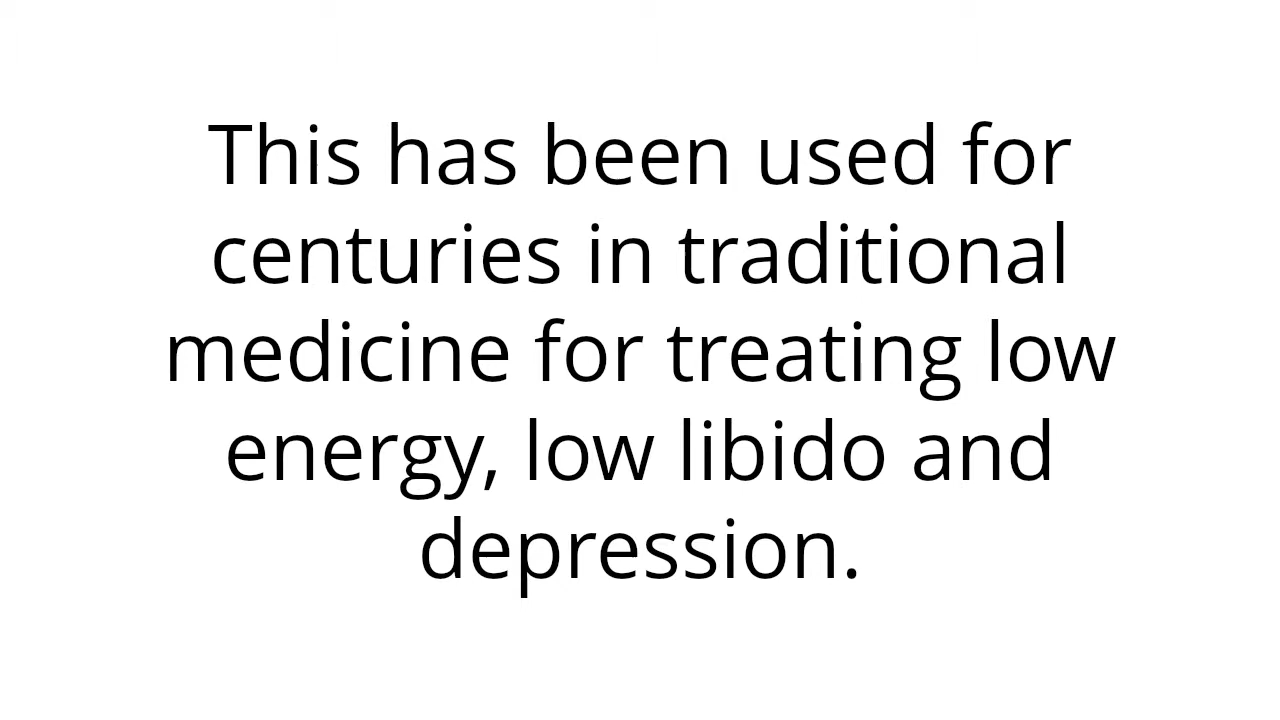 This has been used for
centuries in traditional
medicine for treating low
energy, low libido and
depression.